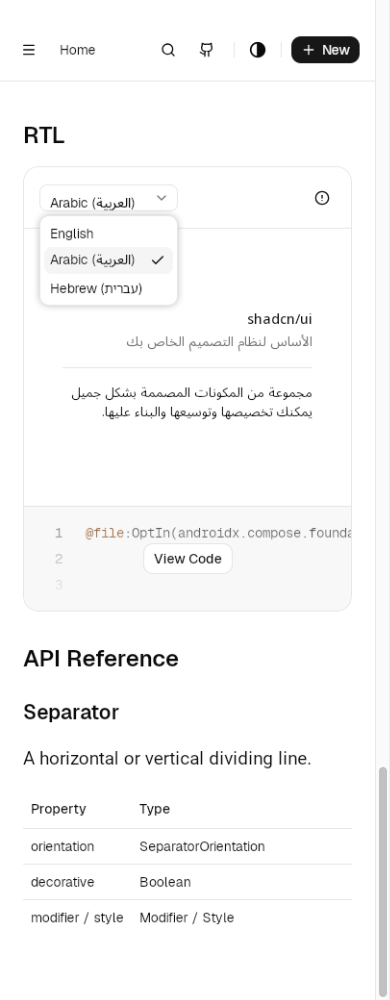 Home
New
RTL
Arabic (العربية)
English
Arabic (العربية)
Hebrew (עברית)
shadcn/ui
الأساس لنظام التصميم الخاص بك
مجموعة من المكونات المصممة بشكل جميل
يمكنك تخصيصها وتوسيعها والبناء عليها.
1 @file:OptIn(androidx.compose.founda
2
View Code
3
API Reference
Separator
A horizontal or vertical dividing line.
Property Type
orientation SeparatorOrientation
decorative Boolean
modifier / style Modifier / Style